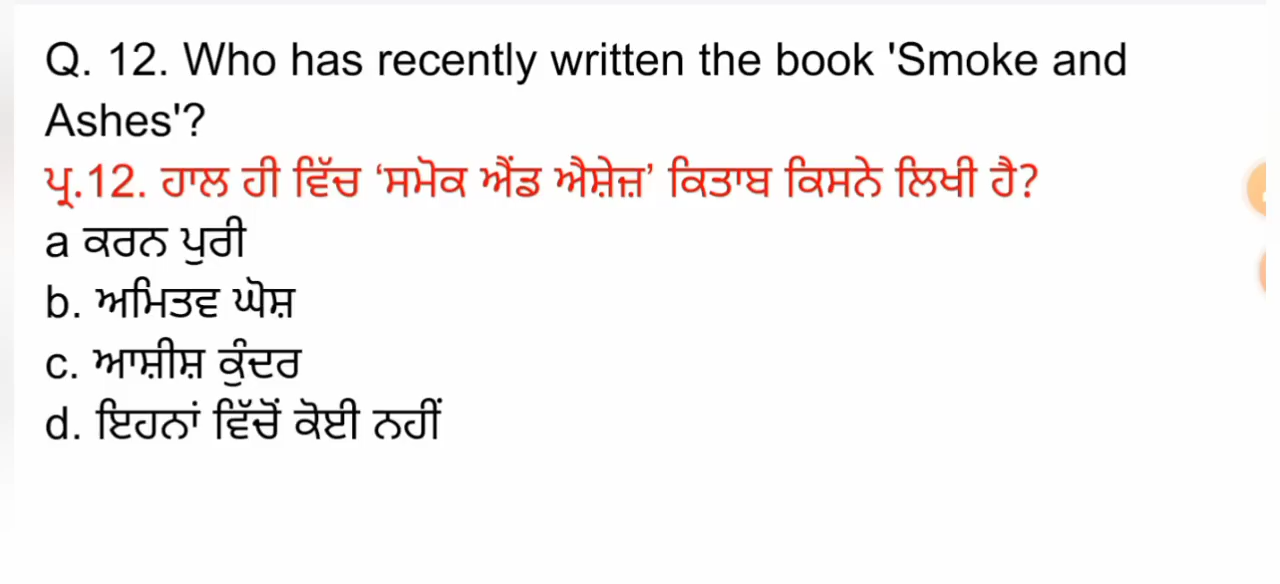 Q. 12. Who has recently written the book 'Smoke and
Ashes'?
ਪ੍ਰ.12. ਹਾਲ ਹੀ ਵਿੱਚ ‘ਸਮੋਕ ਐਂਡ ਐਸ਼ੇਜ਼’ ਕਿਤਾਬ ਕਿਸਨੇ ਲਿਖੀ ਹੈ?
a ਕਰਨ ਪੁਰੀ
b. ਅਮਿਤਵ ਘੋਸ਼
c. ਆਸ਼ੀਸ਼ ਕੁੰਦਰ
d. ਇਹਨਾਂ ਵਿੱਚੋਂ ਕੋਈ ਨਹੀਂ